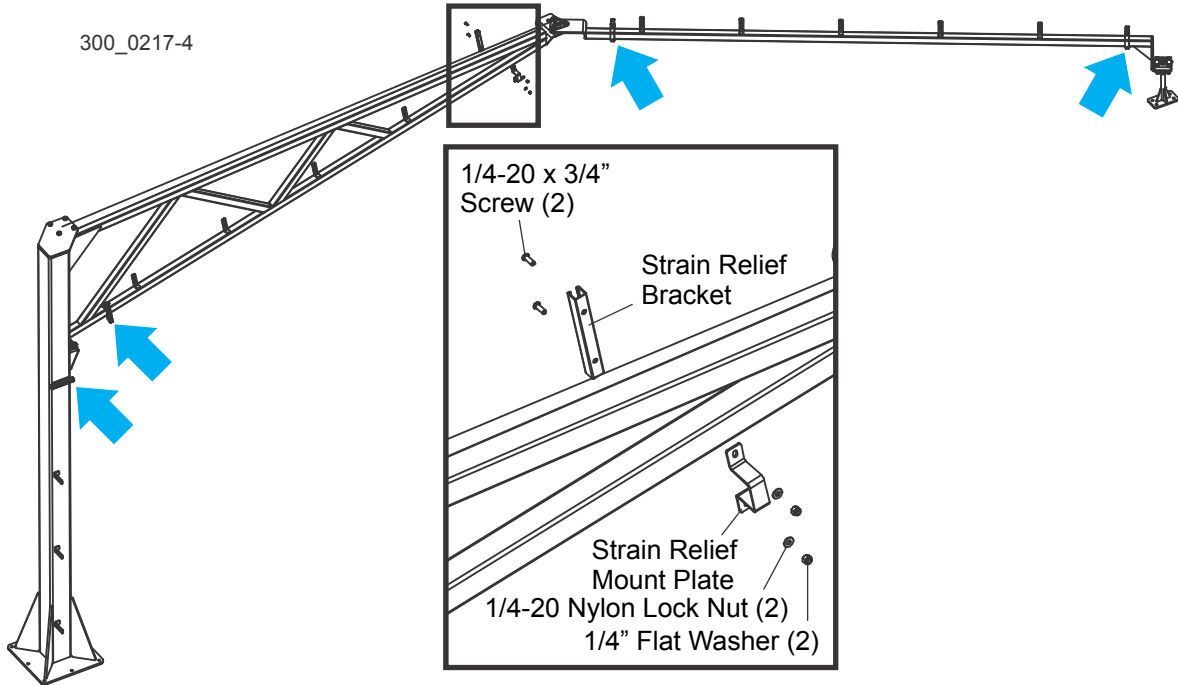 300_0217-4
1/4-20 x 3/4”
Screw (2)
Strain Relief
Bracket
Strain Relief
Mount Plate
1/4-20 Nylon Lock Nut (2)
1/4” Flat Washer (2)